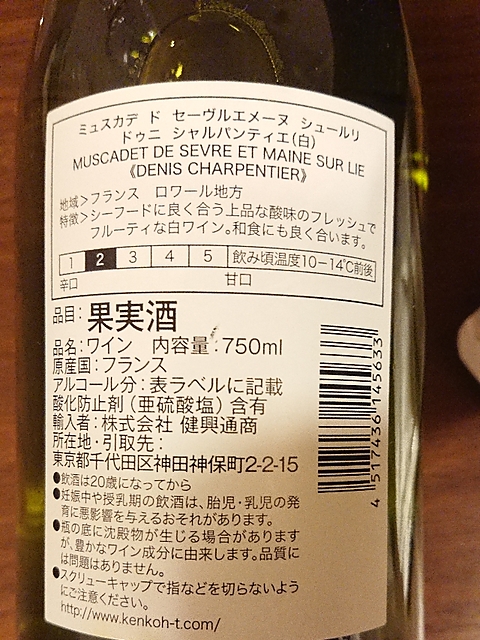 ミュスカデ ド セーヴルエメーヌ シュールリ
ドゥニ シャルパンティエ(白)
MUSCADET DE SEVRE ET MAINE SUR LIE
《DENIS CHARPENTIER》
地域>フランス ロワール地方
特徴>シーフードに良く合う上品な酸味のフレッシュで
フルーティな白ワイン。和食にも良く合います。
1 2 3 4 5 飲み頃温度10−14℃前後
辛口 甘口
品目:果実酒
品名:ワイン 内容量:750ml
原産国:フランス
アルコール分:表ラベルに記載
酸化防止剤(亜硫酸塩)含有
輸入者:株式会社 健興通商
所在地・引取先:
東京都千代田区神田神保町2-2-15
●飲酒は20歳になってから
●妊娠中や授乳期の飲酒は、胎児・乳児の発
育に悪影響を与えるおそれがあります。
●瓶の底に沈殿物が生じる場合があります
が、豊かなワイン成分に由来します。品質に
は問題はありません。
●スクリューキャップで指などを切らないよう
にご注意ください。
http://www.kenkoh-t.com/
4 517436 145633